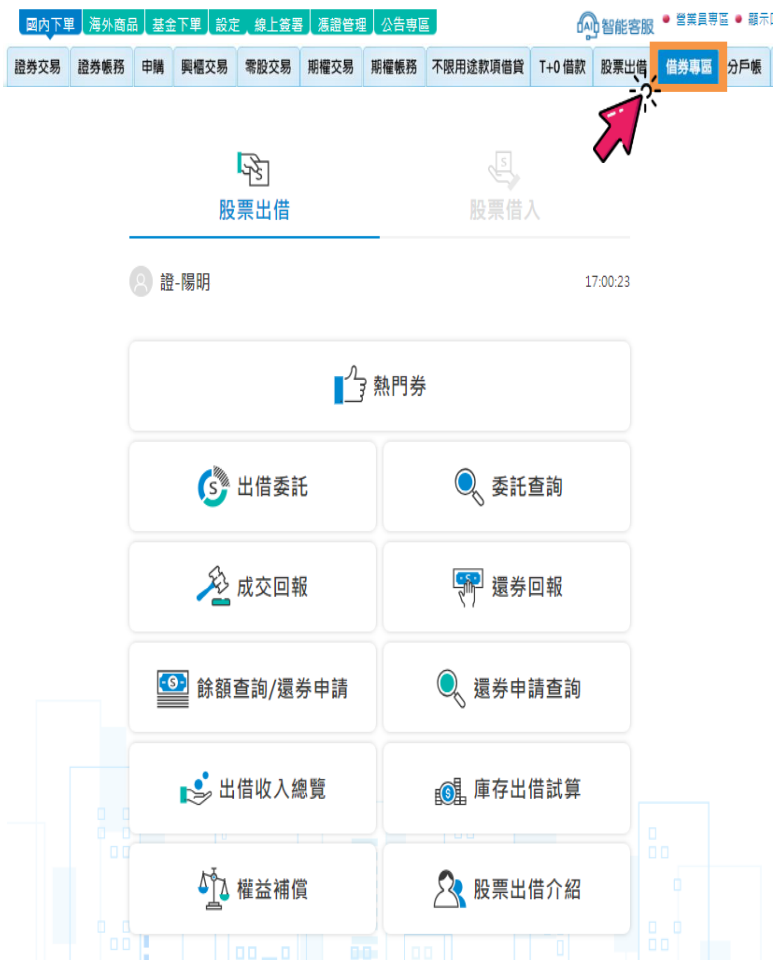 國內下單 海外商品 基金下單 設定 線上簽署 憑證管理 公告專區 AI 智能客服 營業員專區 顯示
證券交易 證券帳務 申購 興櫃交易 零股交易 期權交易 期權帳務 不限用途款項借貸 T+0 借款 股票出借 借券專區 分戶帳
股票出借 股票借入
證-陽明 17:00:23
熱門券
出借委託 委託查詢
成交回報 還券回報
餘額查詢/還券申請 還券申請查詢
出借收入總覽 庫存出借試算
權益補償 股票出借介紹